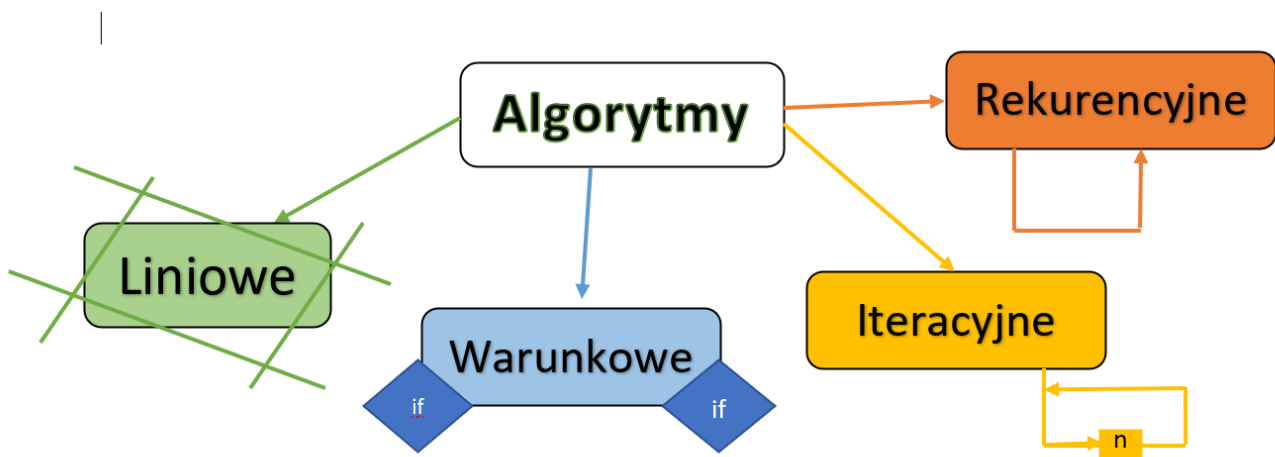 Algorytmy
Rekurencyjne
Liniowe
Warunkowe
Iteracyjne
if
if
n